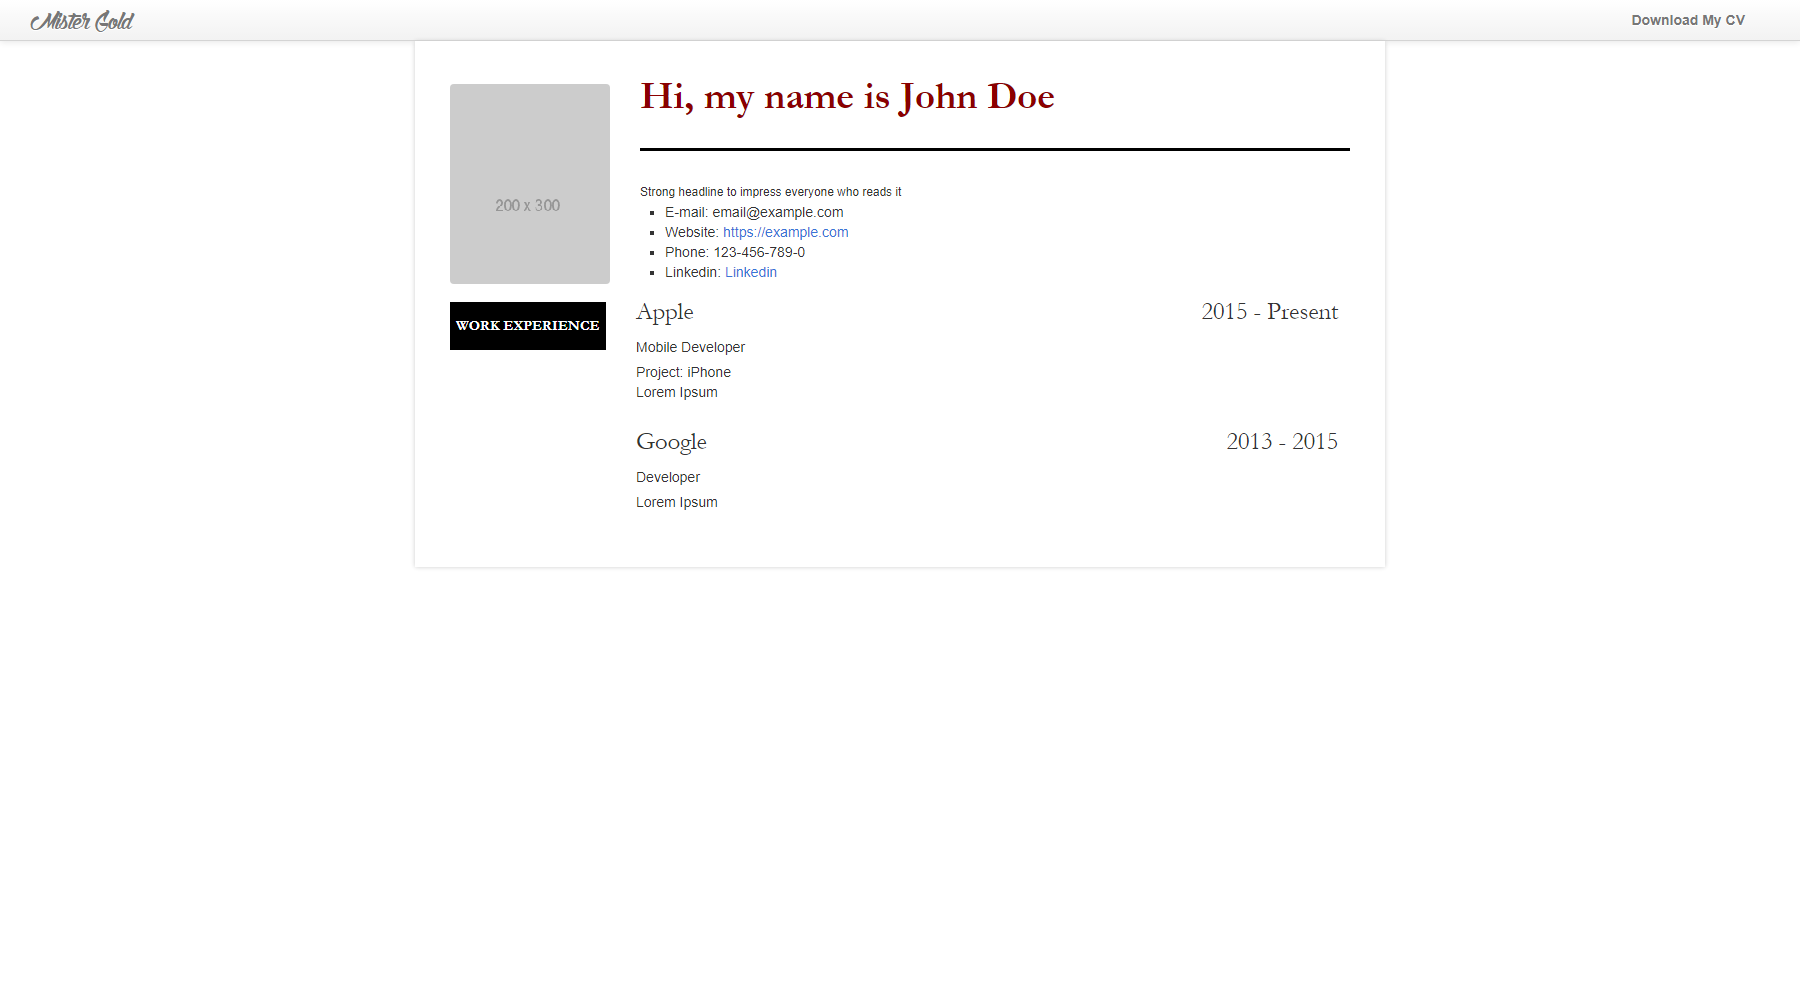 Mister Gold
Download My CV
Hi, my name is John Doe
200 x 300
Strong headline to impress everyone who reads it
E-mail: email@example.com
Website: https://example.com
Phone: 123-456-789-0
Linkedin: Linkedin
WORK EXPERIENCE
Apple 2015 - Present
Mobile Developer
Project: iPhone
Lorem Ipsum
Google 2013 - 2015
Developer
Lorem Ipsum